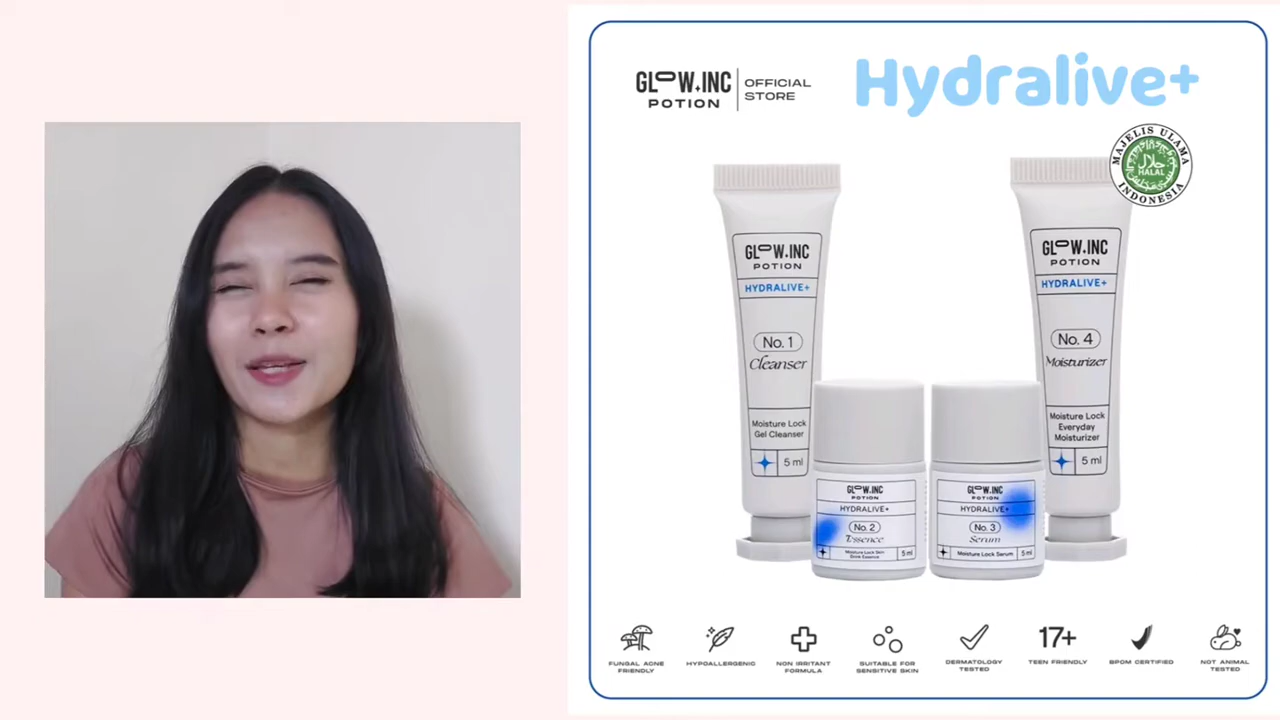 GLOW.INC
POTION
OFFICIAL
STORE
Hydralive+
MAJELIS ULAMA
حلال
HALAL
INDONESIA
GLOW.INC
POTION
HYDRALIVE+
No. 1
Cleanser
Moisture Lock
Gel Cleanser
5 ml
GLOW.INC
POTION
HYDRALIVE+
No. 4
Moisturizer
Moisture Lock
Everyday
Moisturizer
5 ml
GLOW.INC
POTION
HYDRALIVE+
No. 2
Essence
Moisture Lock Skin
5 ml
GLOW.INC
POTION
HYDRALIVE+
No. 3
Serum
Moisture Lock Serum
5 ml
FUNGAL ACNE
FRIENDLY
HYPOALLERGENIC
NON IRRITANT
FORMULA
SUITABLE FOR
SENSITIVE SKIN
DERMATOLOGY
TESTED
17+
TEEN FRIENDLY
BPOM CERTIFIED
NOT ANIMAL
TESTED